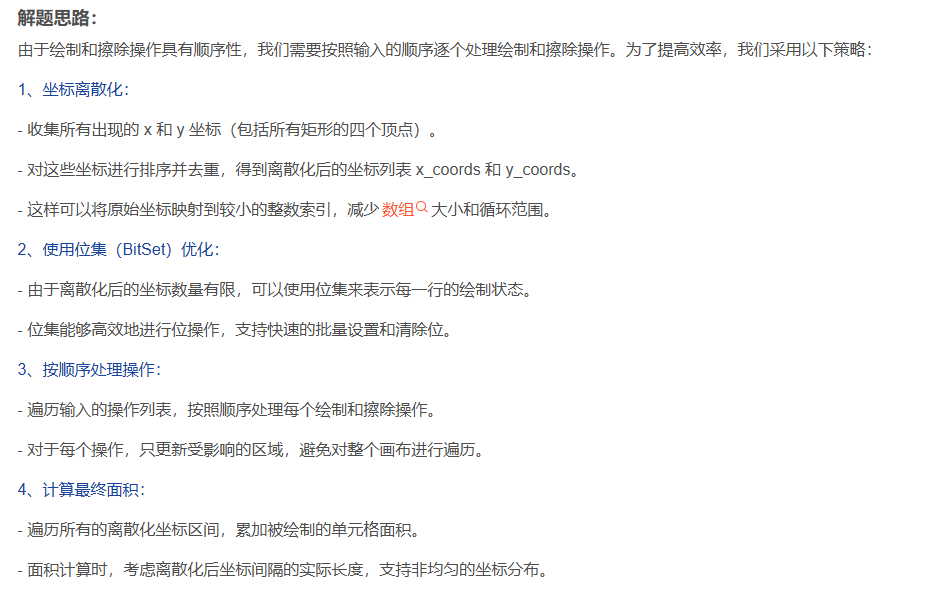 解题思路：
由于绘制和擦除操作具有顺序性，我们需要按照输入的顺序逐个处理绘制和擦除操作。为了提高效率，我们采用以下策略：
1、坐标离散化：
- 收集所有出现的 x 和 y 坐标（包括所有矩形的四个顶点）。
- 对这些坐标进行排序并去重，得到离散化后的坐标列表 x_coords 和 y_coords。
- 这样可以将原始坐标映射到较小的整数索引，减少数组大小和循环范围。
2、使用位集（BitSet）优化：
- 由于离散化后的坐标数量有限，可以使用位集来表示每一行的绘制状态。
- 位集能够高效地进行位操作，支持快速的批量设置和清除位。
3、按顺序处理操作：
- 遍历输入的操作列表，按照顺序处理每个绘制和擦除操作。
- 对于每个操作，只更新受影响的区域，避免对整个画布进行遍历。
4、计算最终面积：
- 遍历所有的离散化坐标区间，累加被绘制的单元格面积。
- 面积计算时，考虑离散化后坐标间隔的实际长度，支持非均匀的坐标分布。